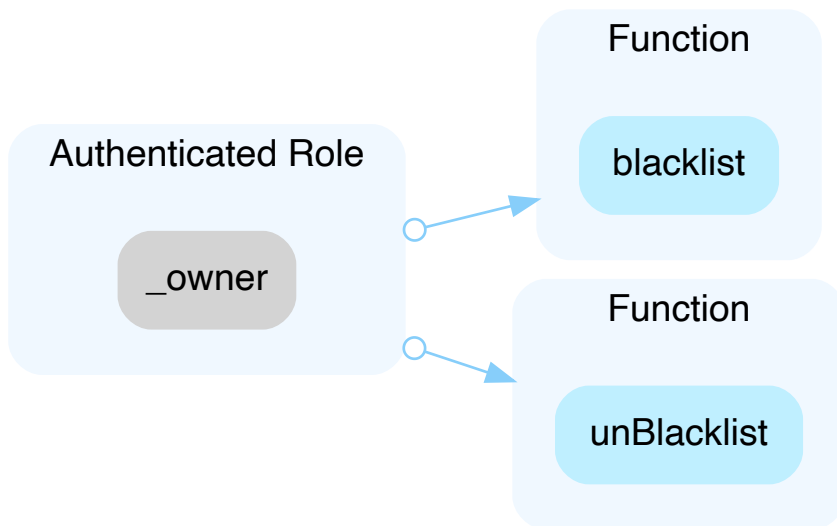 Authenticated Role
_owner
Function
blacklist
Function
unBlacklist